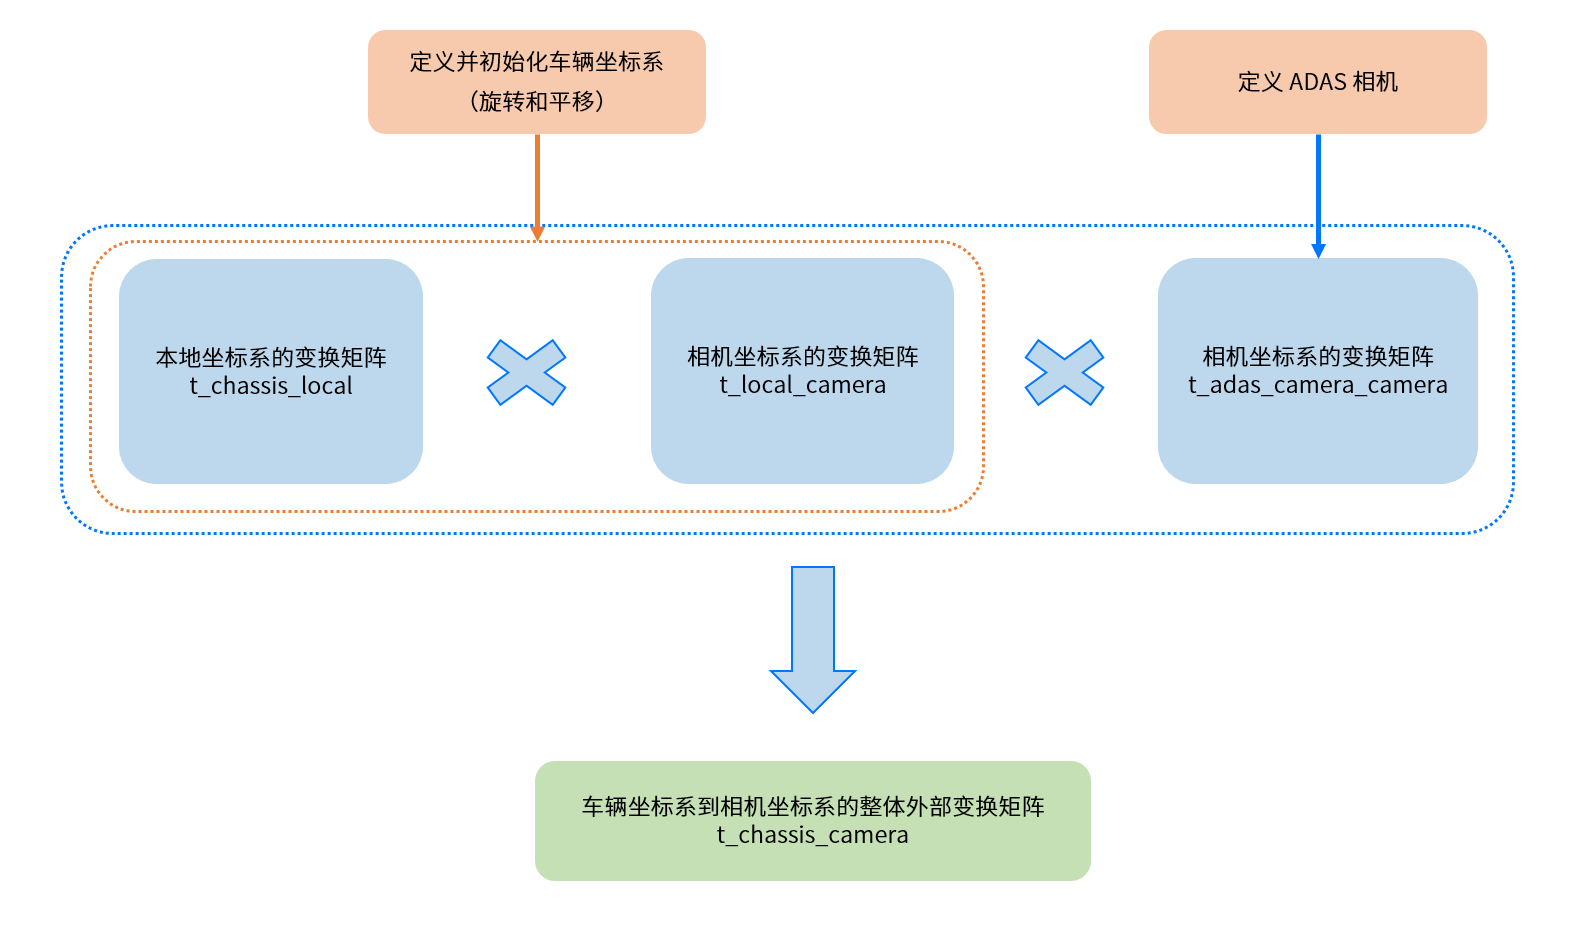 定义并初始化车辆坐标系
（旋转和平移）
定义 ADAS 相机
本地坐标系的变换矩阵
t_chassis_local
相机坐标系的变换矩阵
t_local_camera
相机坐标系的变换矩阵
t_adas_camera_camera
车辆坐标系到相机坐标系的整体外部变换矩阵
t_chassis_camera